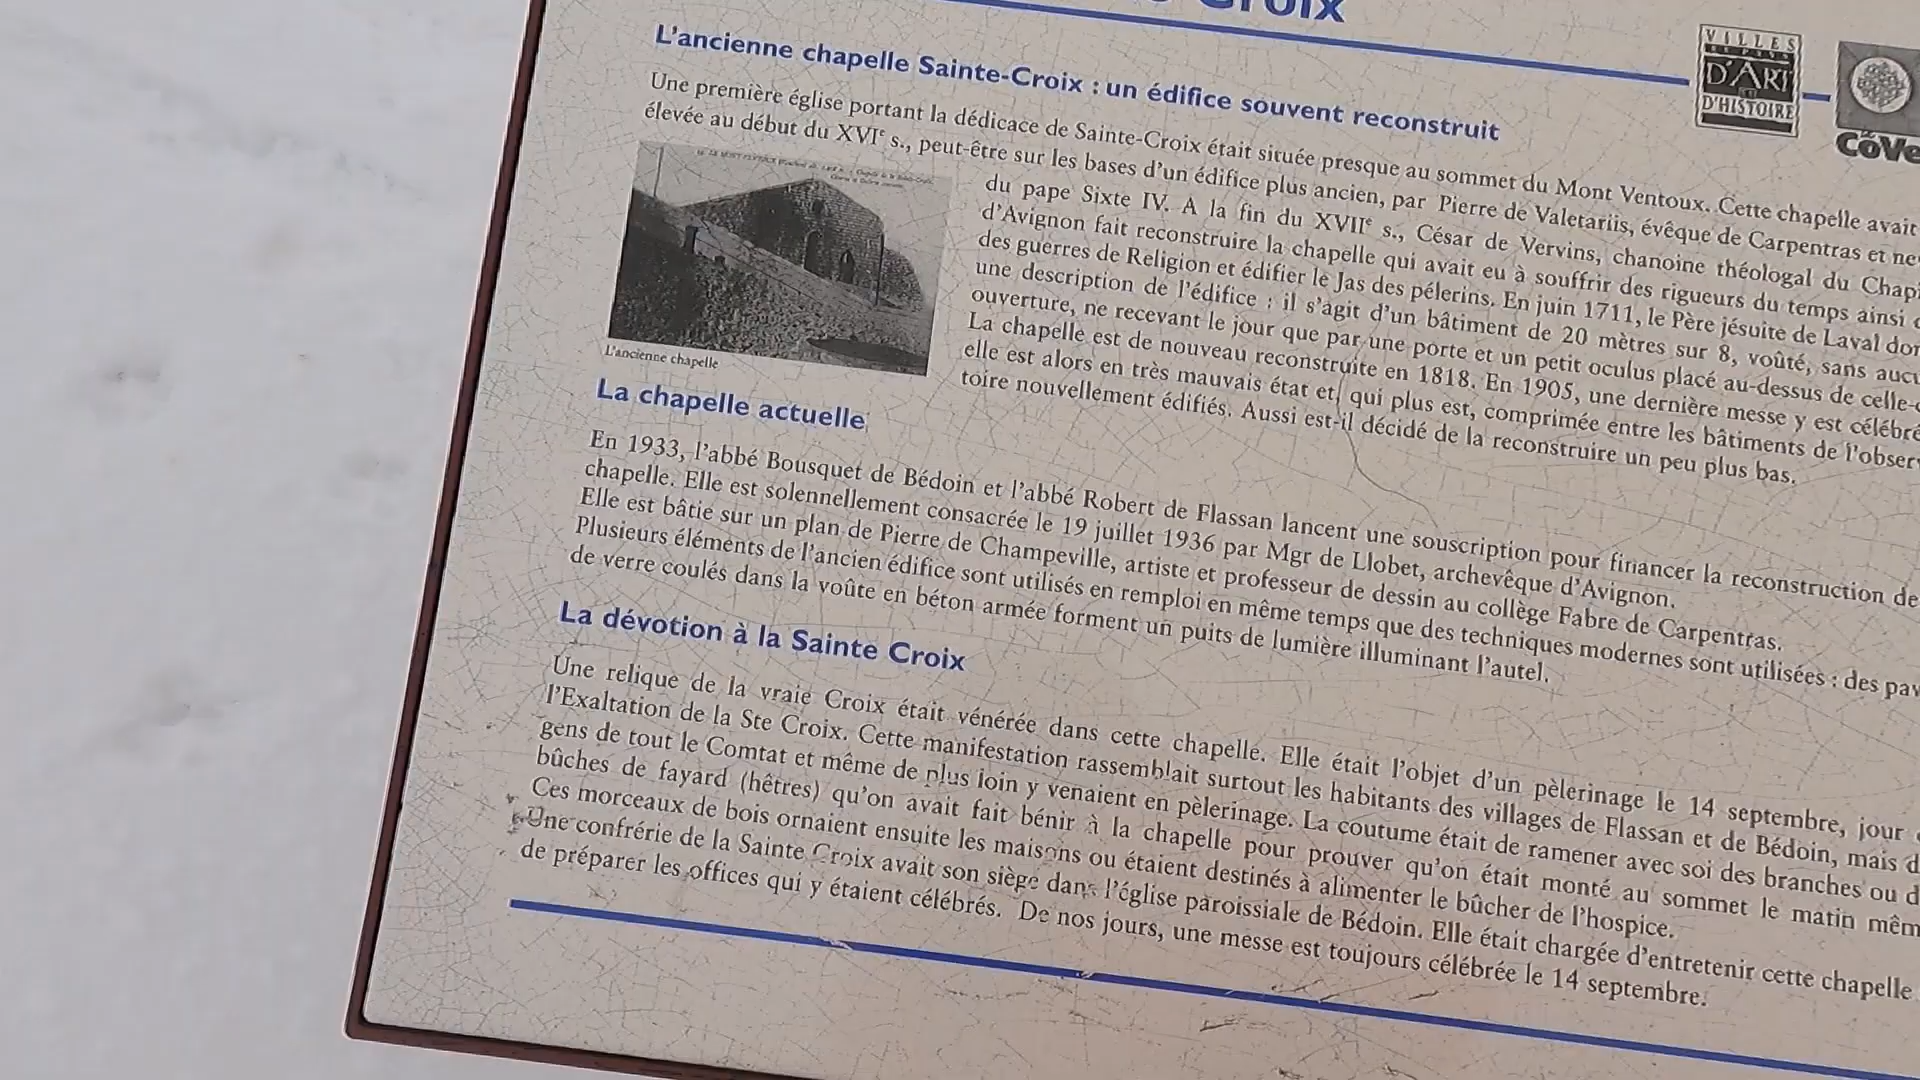 Croix
L'ancienne chapelle Sainte-Croix : un édifice souvent reconstruit
VILLES
D'ART
ET
D'HISTOIRE
CoVe
Une première église portant la dédicace de Sainte-Croix était située presque au sommet du Mont Ventoux. Cette chapelle avait
élevée au début du XVIe s., peut-être sur les bases d'un édifice plus ancien, par Pierre de Valetariis, évêque de Carpentras et ne
du pape Sixte IV. A la fin du XVIIe s., César de Vervins, chanoine théologal du Chapi
d'Avignon fait reconstruire la chapelle qui avait eu à souffrir des rigueurs du temps ainsi
des guerres de Religion et édifier le Jas des pélerins. En juin 1711, le Père jésuite de Laval don
une description de l'édifice : il s'agit d'un bâtiment de 20 mètres sur 8, voûté, sans aucu
ouverture, ne recevant le jour que par une porte et un petit oculus placé au-dessus de celle-c
La chapelle est de nouveau reconstruite en 1818. En 1905, une dernière messe y est célébré
elle est alors en très mauvais état et, qui plus est, comprimée entre les bâtiments de l'observ
toire nouvellement édifiés. Aussi est-il décidé de la reconstruire un peu plus bas.
L'ancienne chapelle
La chapelle actuelle
En 1933, l'abbé Bousquet de Bédoin et l'abbé Robert de Flassan lancent une souscription pour financer la reconstruction de
chapelle. Elle est solennellement consacrée le 19 juillet 1936 par Mgr de Llobet, archevêque d'Avignon.
Elle est bâtie sur un plan de Pierre de Champeville, artiste et professeur de dessin au collège Fabre de Carpentras.
Plusieurs éléments de l'ancien édifice sont utilisés en remploi en même temps que des techniques modernes sont utilisées : des pav
de verre coulés dans la voûte en béton armée forment un puits de lumière illuminant l'autel.
La dévotion à la Sainte Croix
Une relique de la vraie Croix était vénérée dans cette chapelle. Elle était l'objet d'un pèlerinage le 14 septembre, jour
l'Exaltation de la Ste Croix. Cette manifestation rassemblait surtout les habitants des villages de Flassan et de Bédoin, mais d
gens de tout le Comtat et même de plus loin y venaient en pèlerinage. La coutume était de ramener avec soi des branches ou d
bûches de fayard (hêtres) qu'on avait fait bénir à la chapelle pour prouver qu'on était monté au sommet le matin mêm
Ces morceaux de bois ornaient ensuite les maisons ou étaient destinés à alimenter le bûcher de l'hospice.
Une confrérie de la Sainte Croix avait son siège dans l'église paroissiale de Bédoin. Elle était chargée d'entretenir cette chapelle
de préparer les offices qui y étaient célébrés. De nos jours, une messe est toujours célébrée le 14 septembre.